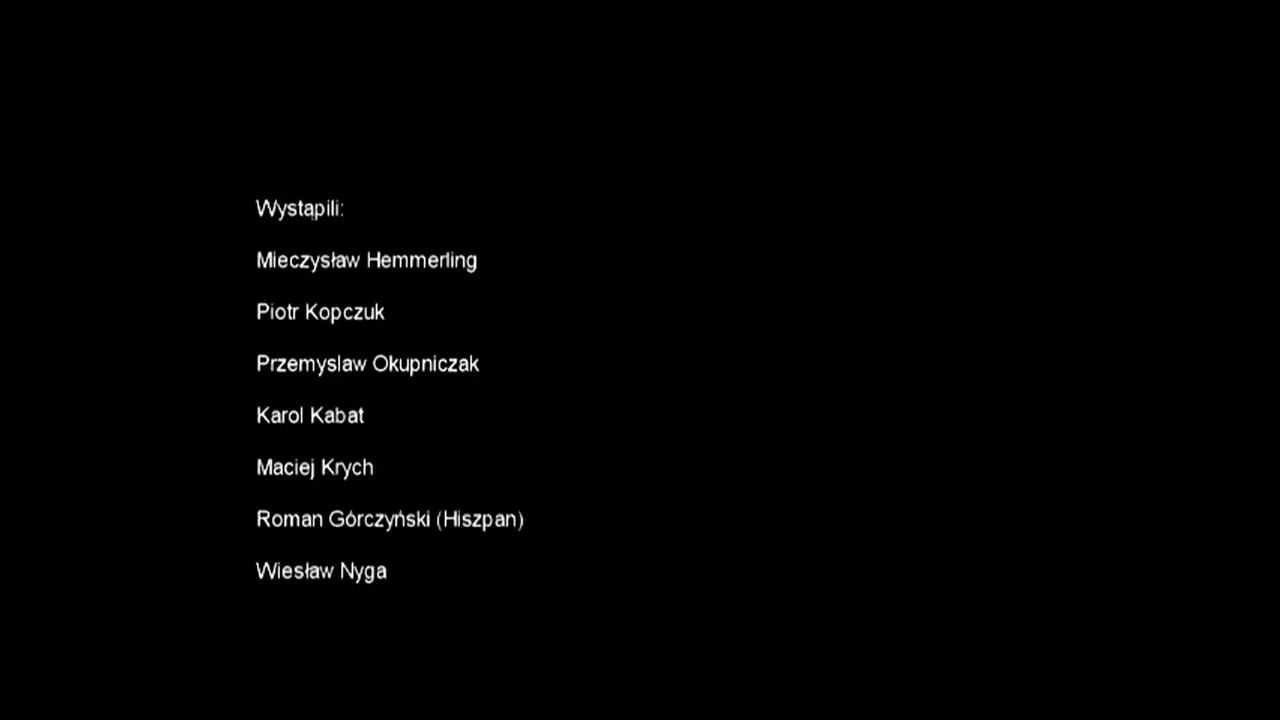 Wystąpili:
Mieczysław Hemmerling
Piotr Kopczuk
Przemyslaw Okupniczak
Karol Kabat
Maciej Krych
Roman Górczyński (Hiszpan)
Wiesław Nyga